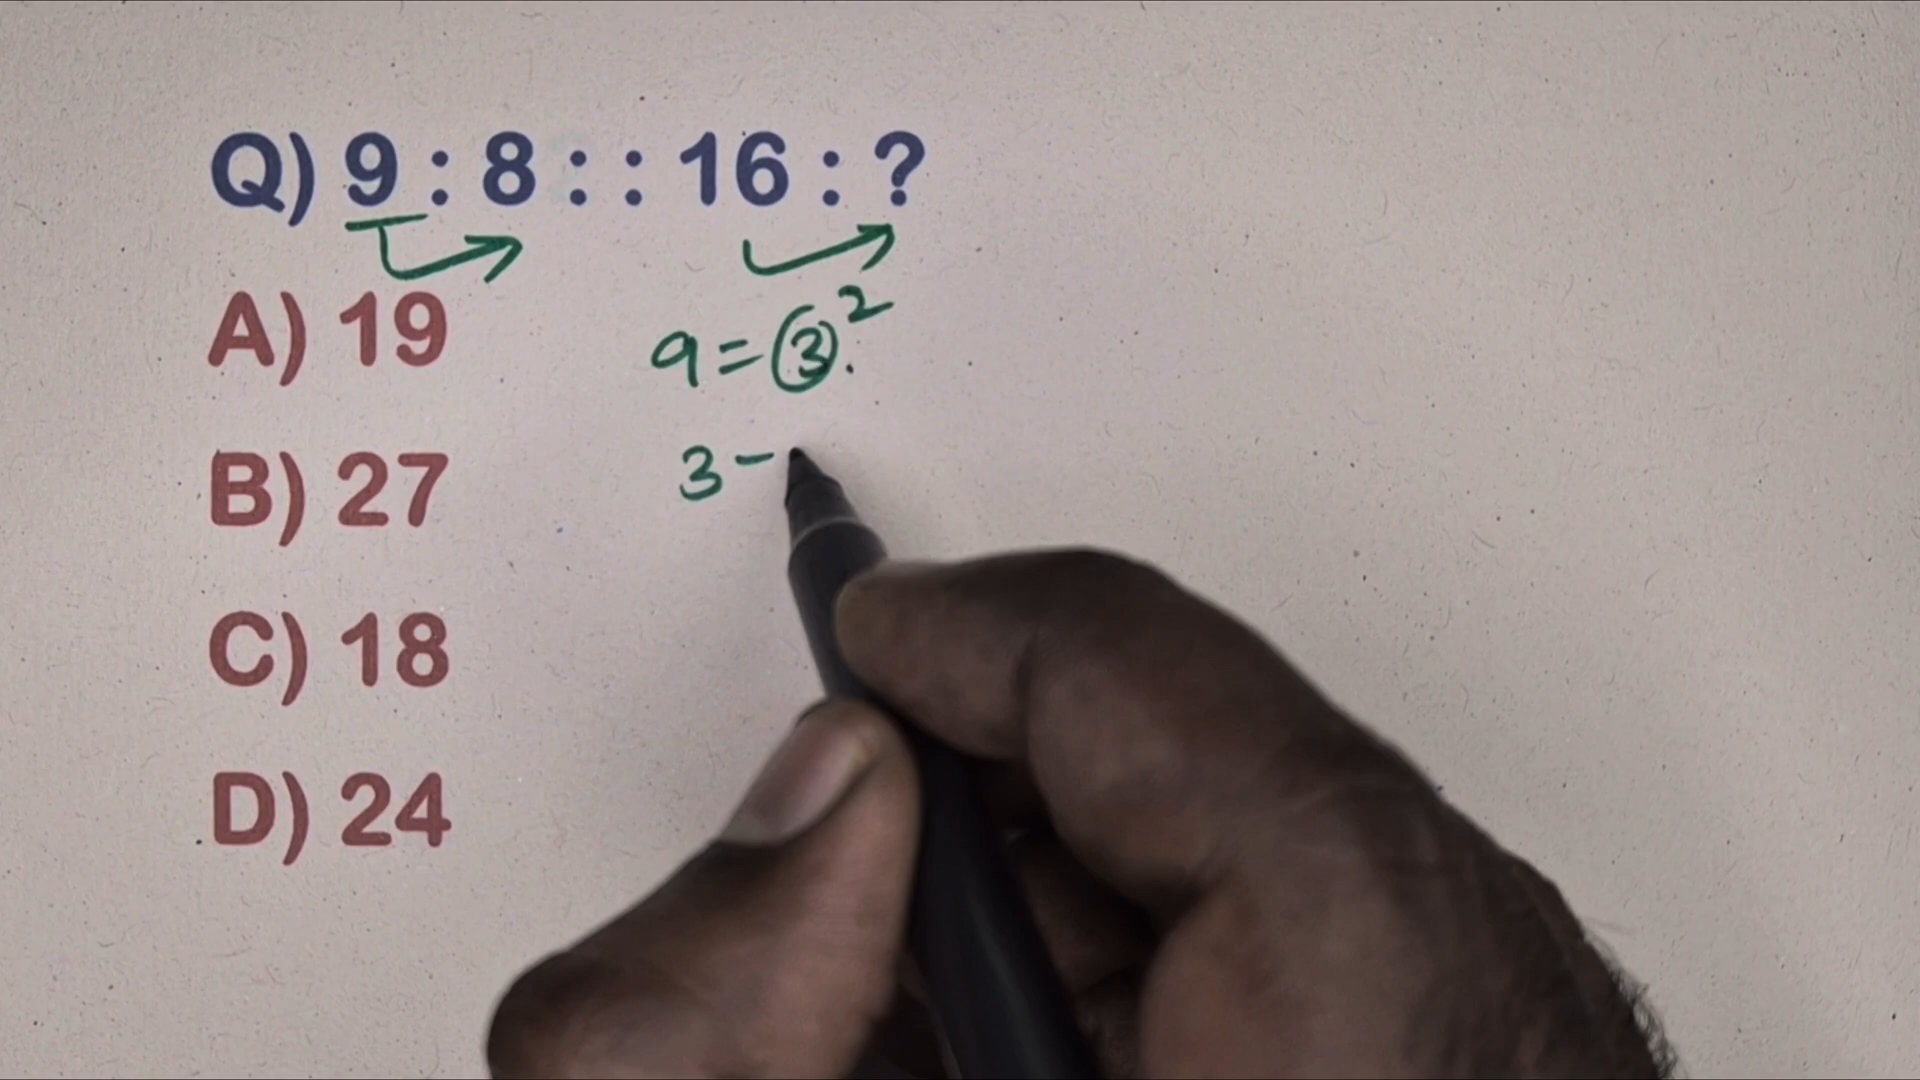 Q) 9 : 8 : : 16 : ?
A) 19
9 = 3²
B) 27
3 -
C) 18
D) 24